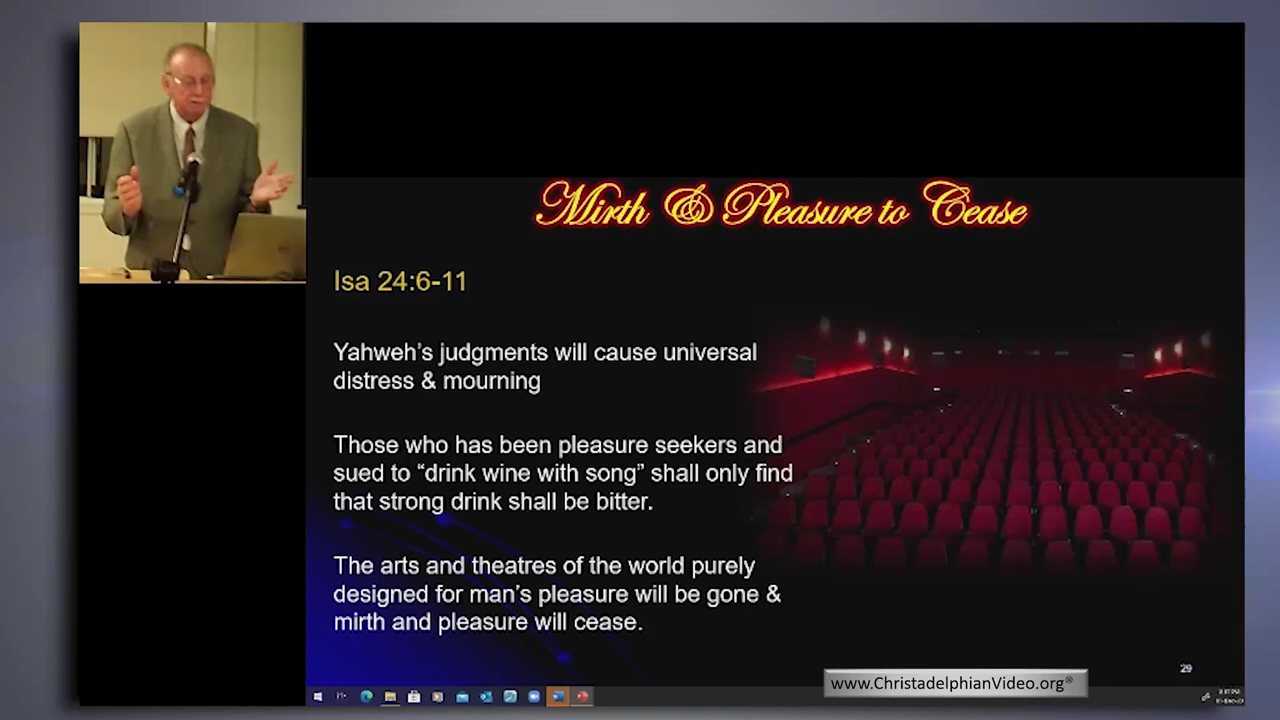 Mirth & Pleasure to Cease
Isa 24:6-11
Yahweh’s judgments will cause universal
distress & mourning
Those who has been pleasure seekers and
sued to “drink wine with song” shall only find
that strong drink shall be bitter.
The arts and theatres of the world purely
designed for man’s pleasure will be gone &
mirth and pleasure will cease.
29
www.ChristadelphianVideo.org®